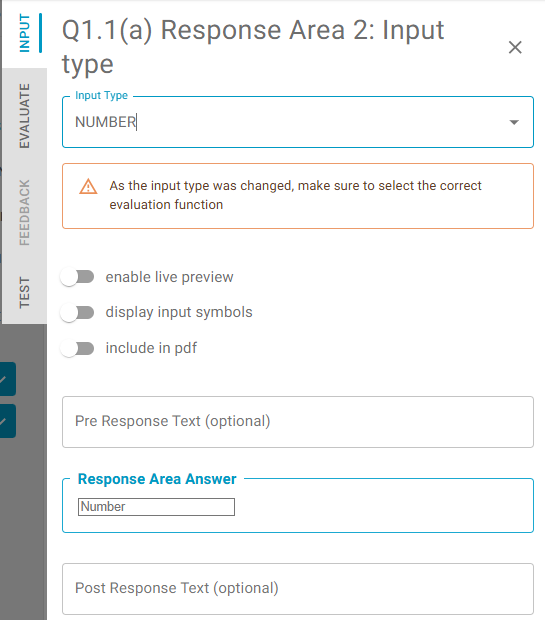 INPUT
EVALUATE
FEEDBACK
TEST
Q1.1(a) Response Area 2: Input
type
Input Type
NUMBER
As the input type was changed, make sure to select the correct
evaluation function
enable live preview
display input symbols
include in pdf
Pre Response Text (optional)
Response Area Answer
Number
Post Response Text (optional)